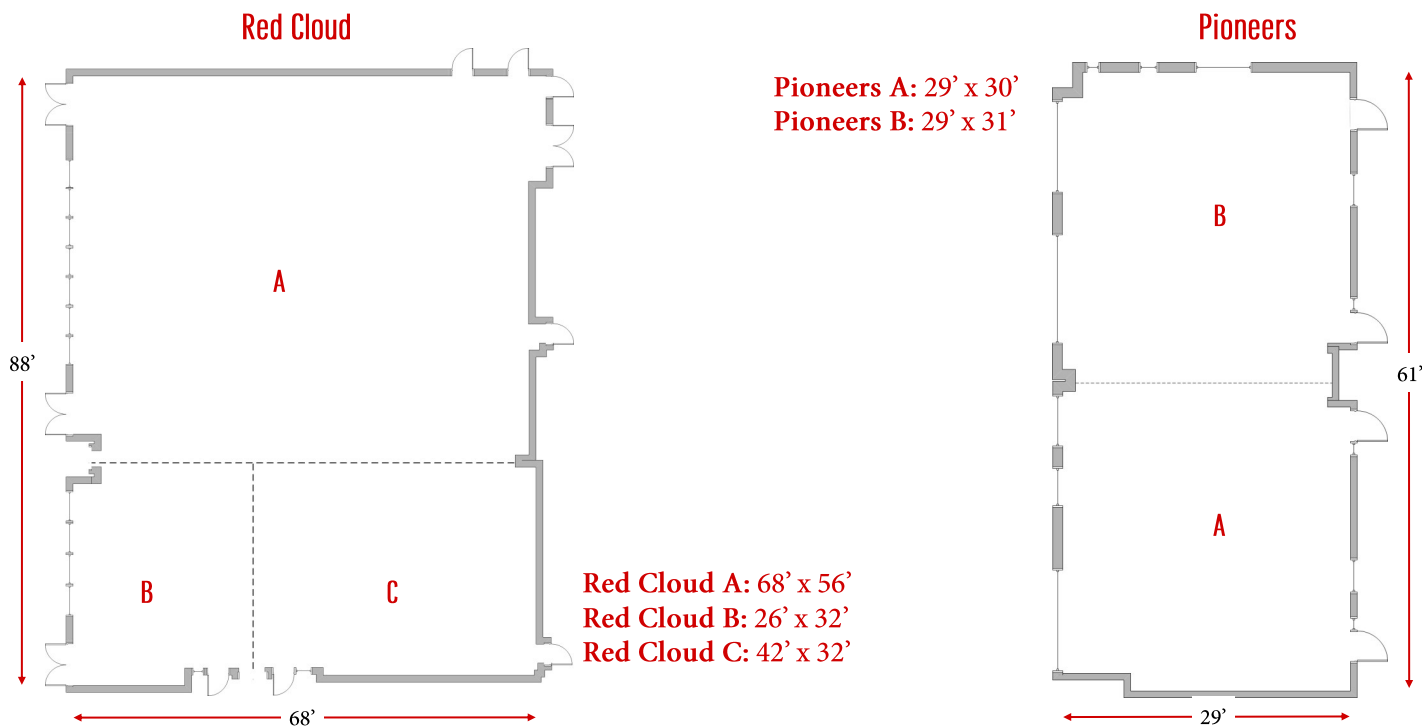 Red Cloud
Pioneers
Pioneers A: 29’ x 30’
Pioneers B: 29’ x 31’
B
A
88’
61’
A
B
C
Red Cloud A: 68’ x 56’
Red Cloud B: 26’ x 32’
Red Cloud C: 42’ x 32’
68’
29’